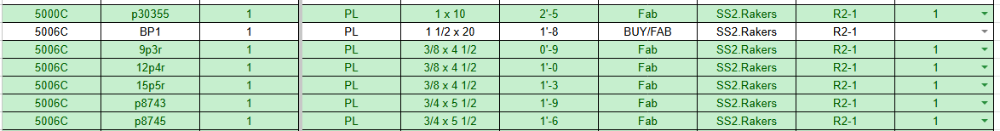 5000C p30355 1 PL 1 x 10 2'-5 Fab SS2.Rakers R2-1 1
5006C BP1 1 PL 1 1/2 x 20 1'-8 BUY/FAB SS2.Rakers R2-1
5006C 9p3r 1 PL 3/8 x 4 1/2 0'-9 Fab SS2.Rakers R2-1 1
5006C 12p4r 1 PL 3/8 x 4 1/2 1'-0 Fab SS2.Rakers R2-1 1
5006C 15p5r 1 PL 3/8 x 4 1/2 1'-3 Fab SS2.Rakers R2-1 1
5006C p8743 1 PL 3/4 x 5 1/2 1'-9 Fab SS2.Rakers R2-1 1
5006C p8745 1 PL 3/4 x 5 1/2 1'-6 Fab SS2.Rakers R2-1 1